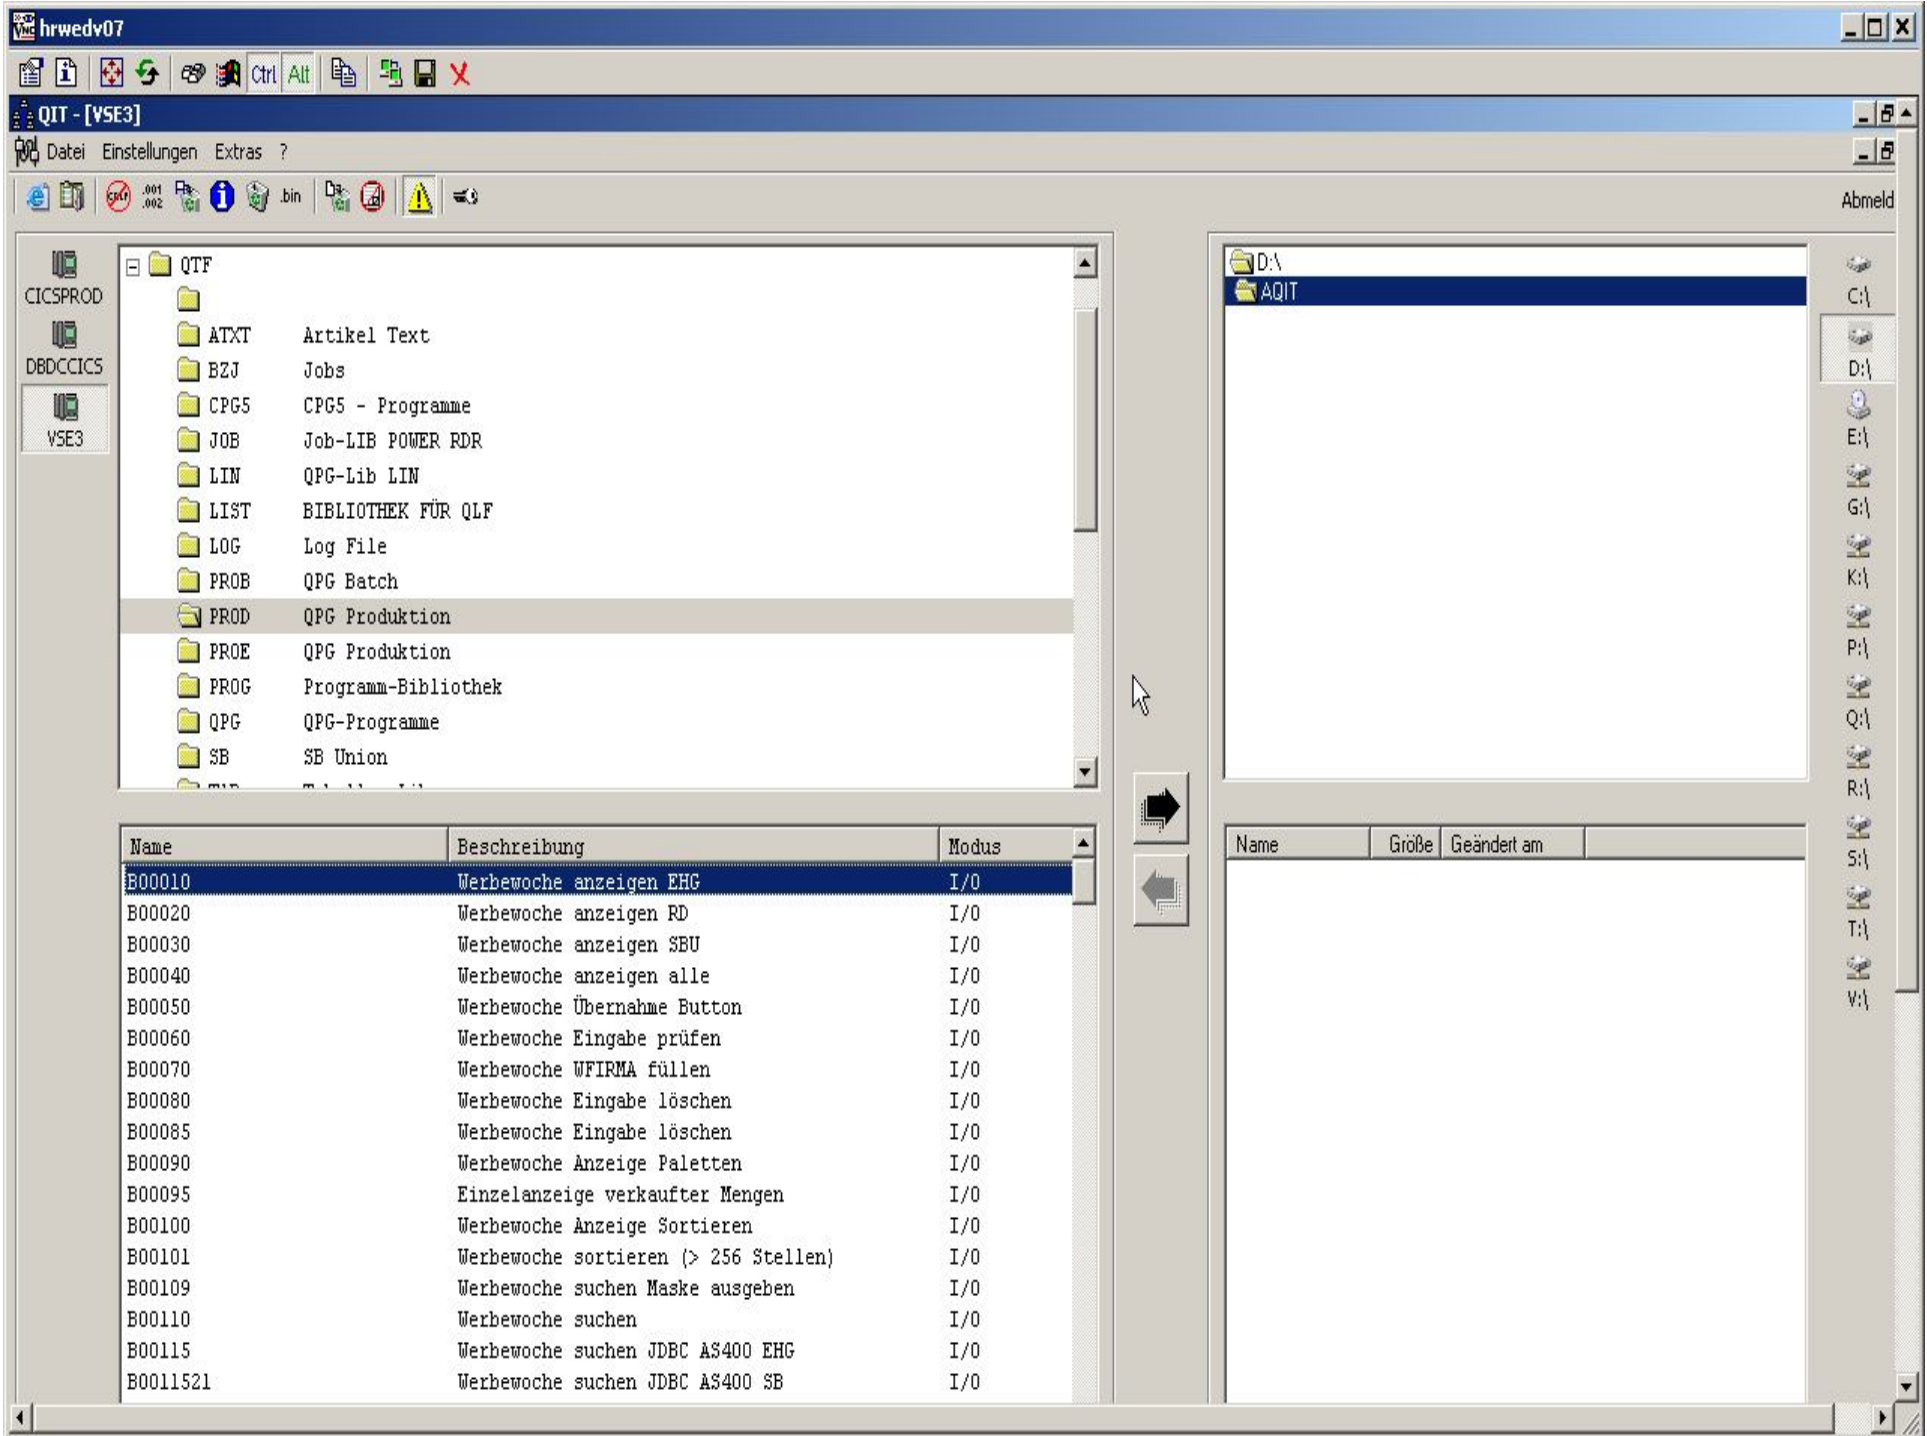 hrwedv07
Ctrl Alt
QIT - [VSE3]
Datei Einstellungen Extras ?
CRLF .001 .002 .bin Abmeld
CICSPROD
DBDCCICS
VSE3
QTF
ATXT Artikel Text
BZJ Jobs
CPG5 CPG5 - Programme
JOB Job-LIB POWER RDR
LIN QPG-Lib LIN
LIST BIBLIOTHEK FÜR QLF
LOG Log File
PROB QPG Batch
PROD QPG Produktion
PROE QPG Produktion
PROG Programm-Bibliothek
QPG QPG-Programme
SB SB Union
D:\
AQIT
C:\
D:\
E:\
G:\
K:\
P:\
Q:\
R:\
S:\
T:\
V:\
Name Beschreibung Modus
B00010 Werbewoche anzeigen EHG I/O
B00020 Werbewoche anzeigen RD I/O
B00030 Werbewoche anzeigen SBU I/O
B00040 Werbewoche anzeigen alle I/O
B00050 Werbewoche Übernahme Button I/O
B00060 Werbewoche Eingabe prüfen I/O
B00070 Werbewoche WFIRMA füllen I/O
B00080 Werbewoche Eingabe löschen I/O
B00085 Werbewoche Eingabe löschen I/O
B00090 Werbewoche Anzeige Paletten I/O
B00095 Einzelanzeige verkaufter Mengen I/O
B00100 Werbewoche Anzeige Sortieren I/O
B00101 Werbewoche sortieren (> 256 Stellen) I/O
B00109 Werbewoche suchen Maske ausgeben I/O
B00110 Werbewoche suchen I/O
B00115 Werbewoche suchen JDBC AS400 EHG I/O
B0011521 Werbewoche suchen JDBC AS400 SB I/O
Name Größe Geändert am